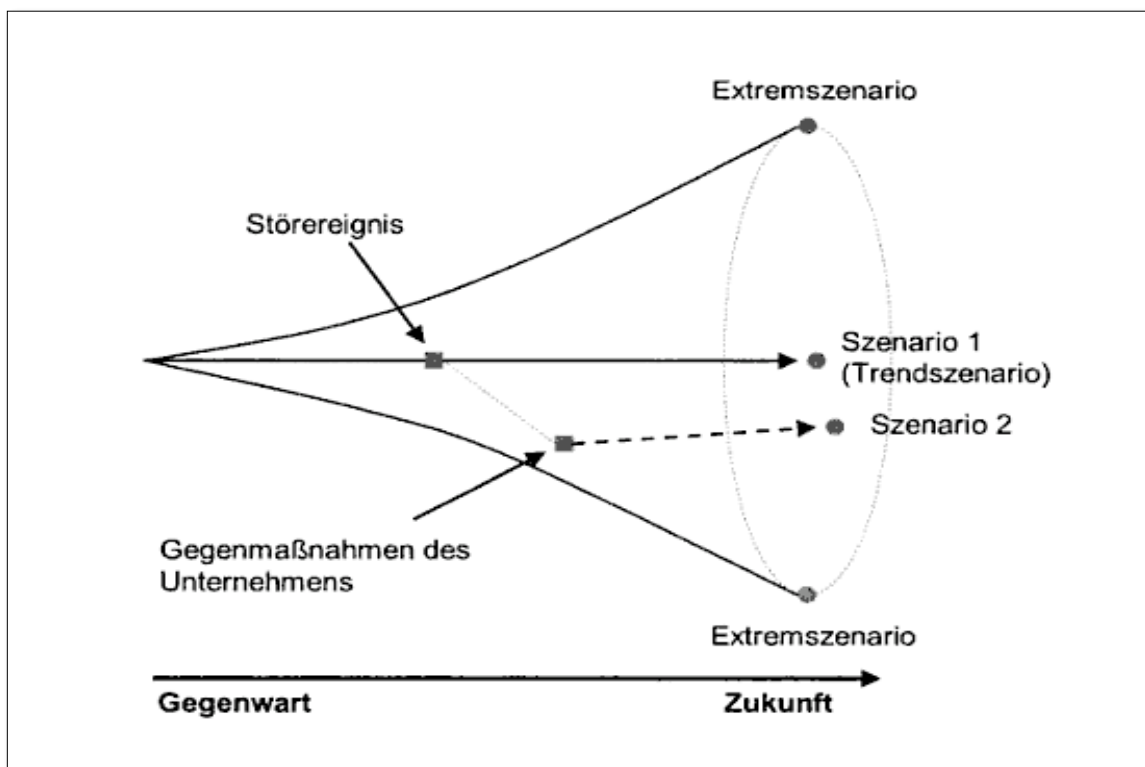 Extremszenario
Störereignis
Szenario 1
(Trendszenario)
Szenario 2
Gegenmaßnahmen des
Unternehmens
Extremszenario
Gegenwart
Zukunft